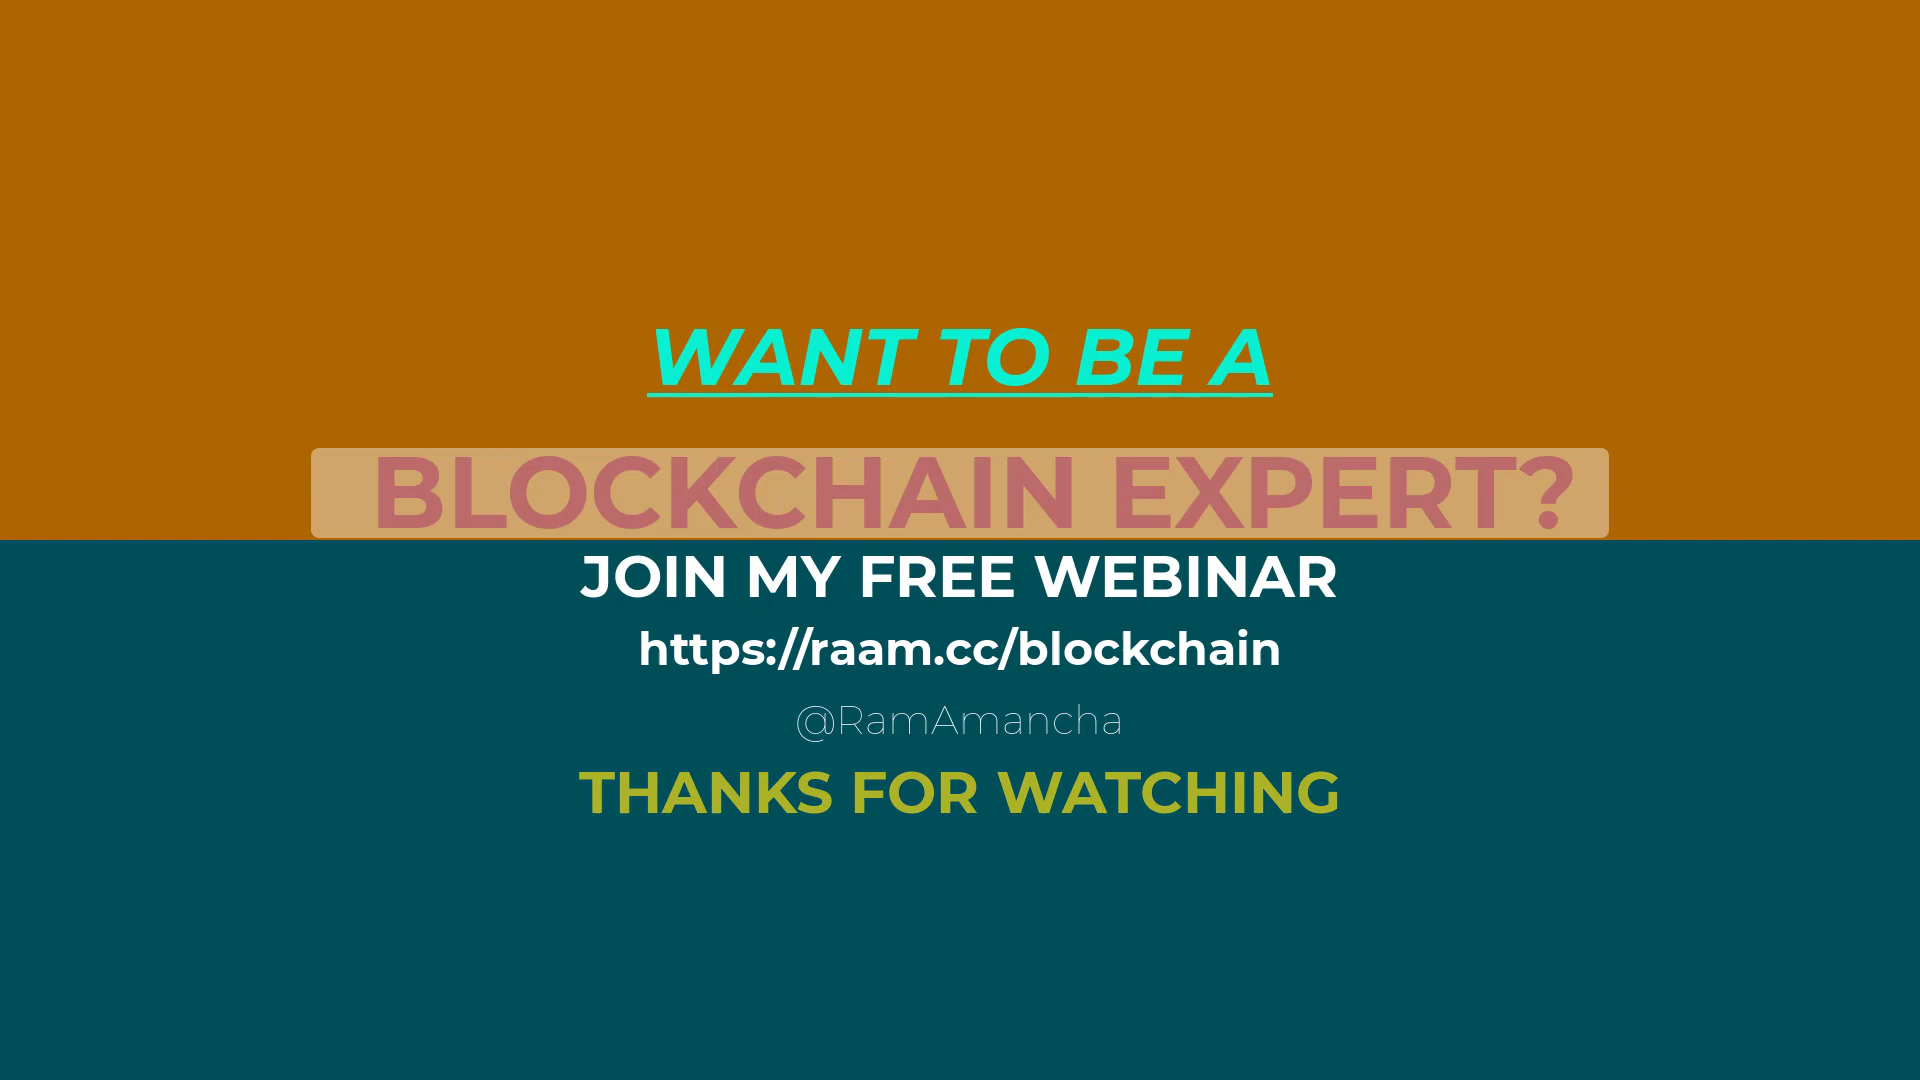 WANT TO BE A
BLOCKCHAIN EXPERT?
JOIN MY FREE WEBINAR
https://raam.cc/blockchain
@RamAmancha
THANKS FOR WATCHING